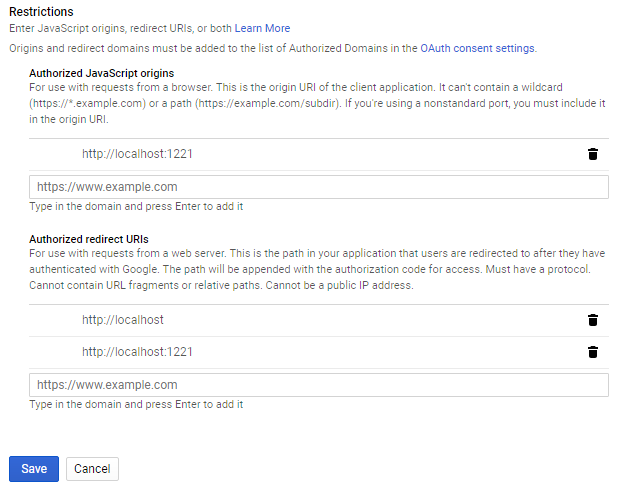 Restrictions
Enter JavaScript origins, redirect URIs, or both Learn More
Origins and redirect domains must be added to the list of Authorized Domains in the OAuth consent settings.
Authorized JavaScript origins
For use with requests from a browser. This is the origin URI of the client application. It can't contain a wildcard
(https://*.example.com) or a path (https://example.com/subdir). If you're using a nonstandard port, you must include it
in the origin URI.
http://localhost:1221
https://www.example.com
Type in the domain and press Enter to add it
Authorized redirect URIs
For use with requests from a web server. This is the path in your application that users are redirected to after they have
authenticated with Google. The path will be appended with the authorization code for access. Must have a protocol.
Cannot contain URL fragments or relative paths. Cannot be a public IP address.
http://localhost
http://localhost:1221
https://www.example.com
Type in the domain and press Enter to add it
Save Cancel